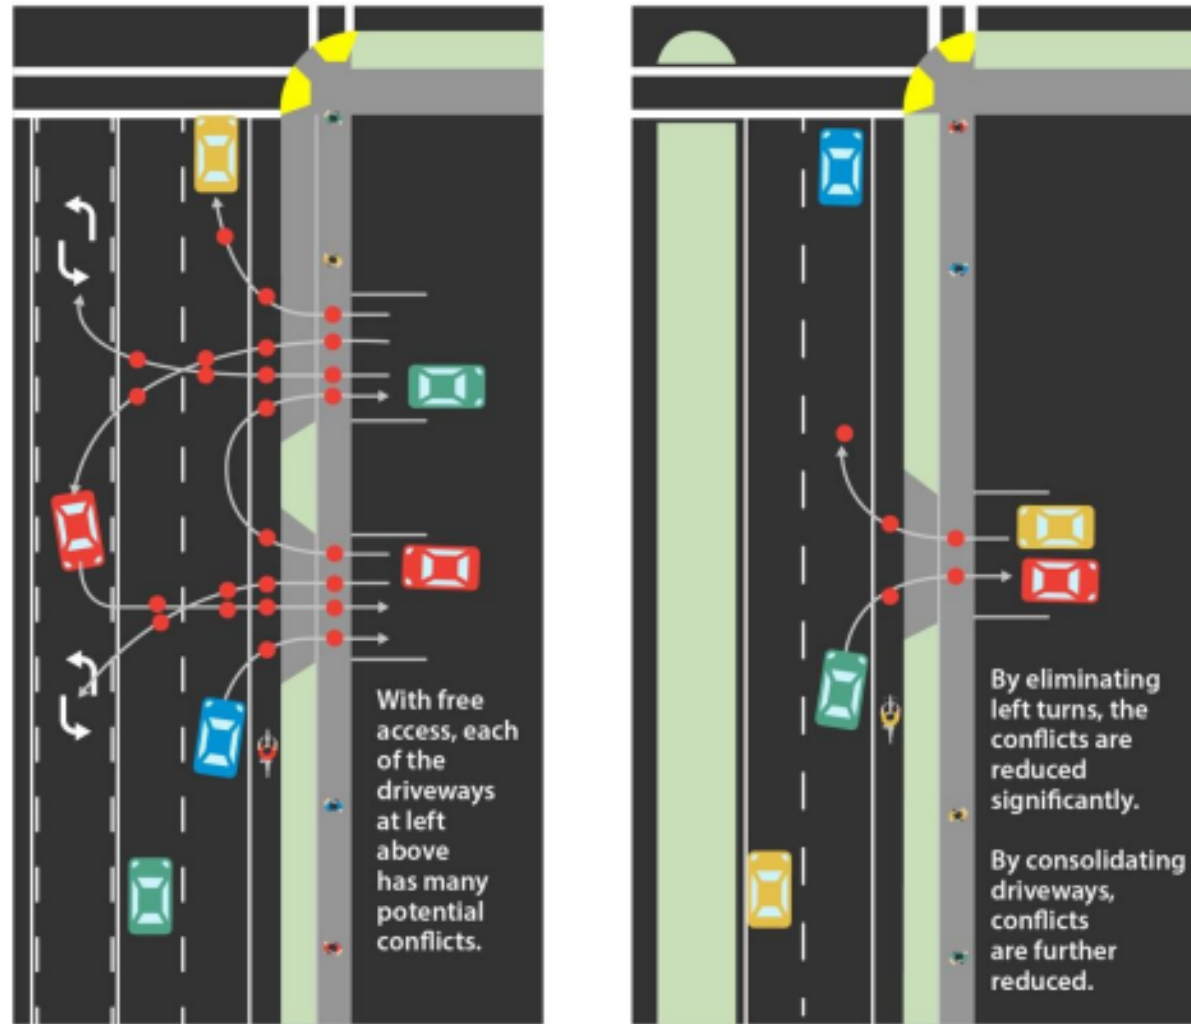 With free
access, each
of the
driveways
at left
above
has many
potential
conflicts.
By eliminating
left turns, the
conflicts are
reduced
significantly.
By consolidating
driveways,
conflicts
are further
reduced.